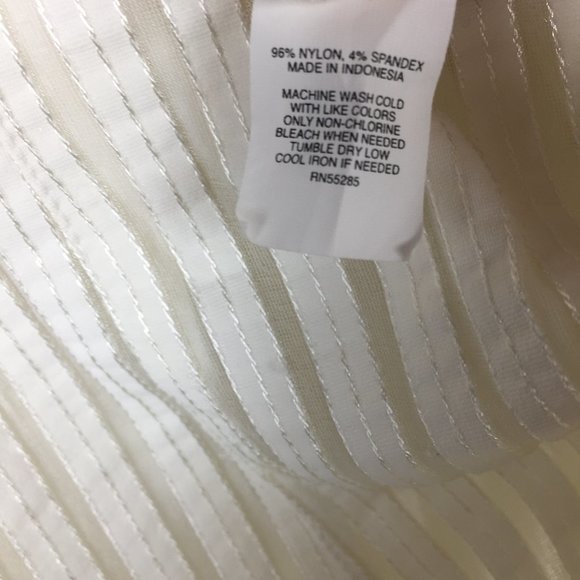 96% NYLON, 4% SPANDEX
MADE IN INDONESIA
MACHINE WASH COLD
WITH LIKE COLORS
ONLY NON-CHLORINE
BLEACH WHEN NEEDED
TUMBLE DRY LOW
COOL IRON IF NEEDED
RN55285